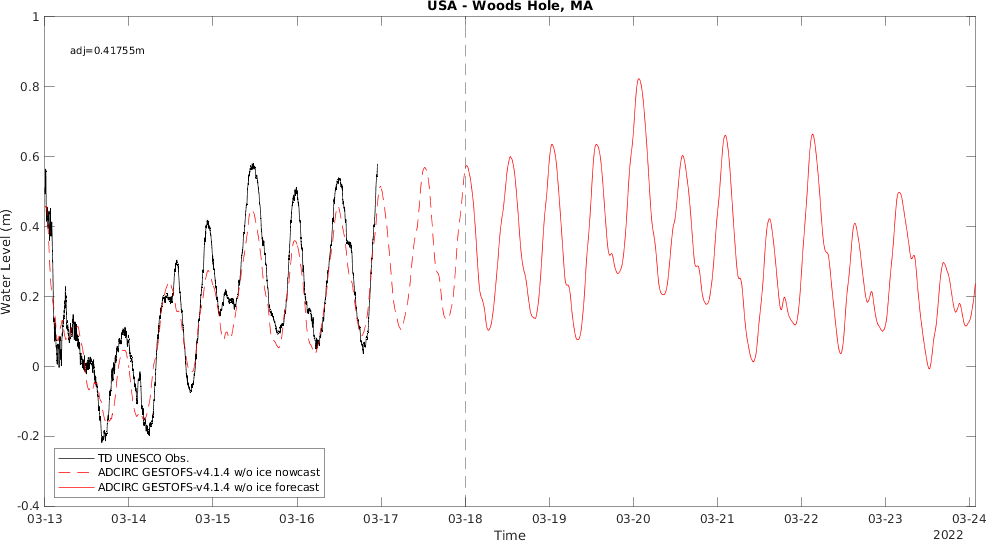 USA - Woods Hole, MA
adj=0.41755m
Water Level (m)
1
0.8
0.6
0.4
0.2
0
-0.2
-0.4
TD UNESCO Obs.
ADCIRC GESTOFS-v4.1.4 w/o ice nowcast
ADCIRC GESTOFS-v4.1.4 w/o ice forecast
03-13 03-14 03-15 03-16 03-17 03-18 03-19 03-20 03-21 03-22 03-23 03-24
Time
2022